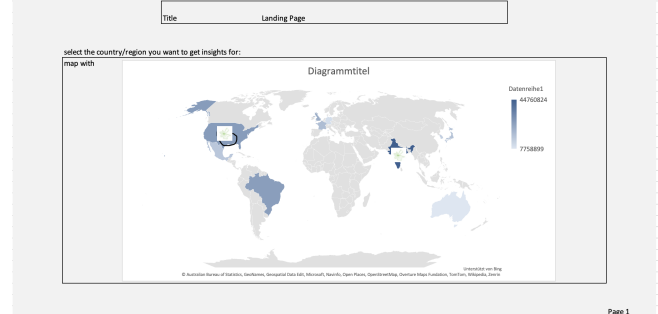 Title Landing Page
select the country/region you want to get insights for:
map with
Diagrammtitel
Datenreihe1
44760824
7758899
Unterstützt von Bing
© Australian Bureau of Statistics, GeoNames, Geospatial Data Edit, Microsoft, Navinfo, Open Places, OpenStreetMap, Overture Maps Fundation, TomTom, Wikipedia, Zenrin
Page 1